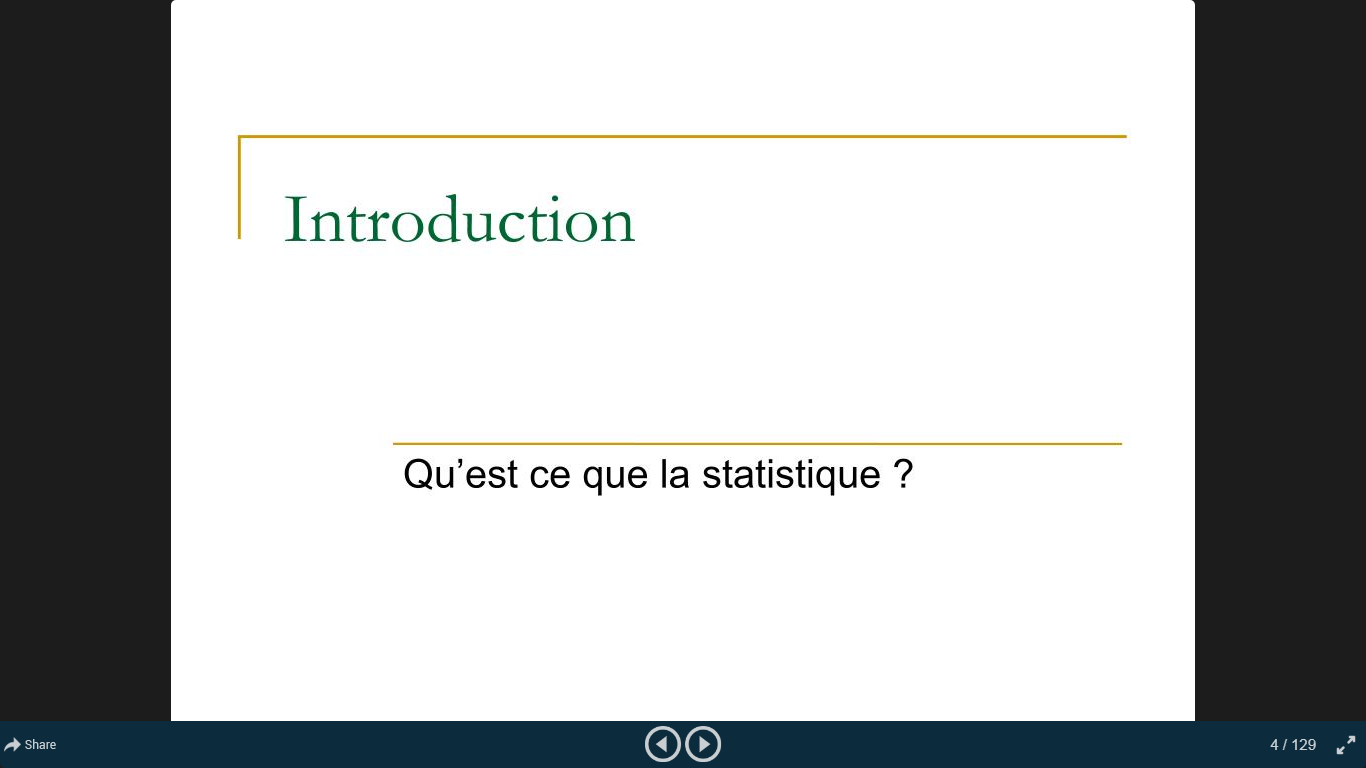 Introduction
Qu’est ce que la statistique ?
Share
4 / 129